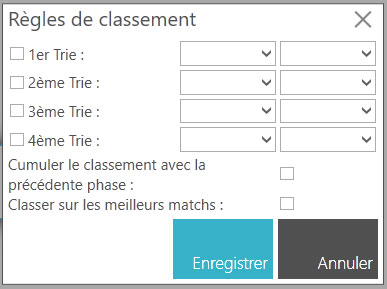 Règles de classement
1er Trie :
2ème Trie :
3ème Trie :
4ème Trie :
Cumuler le classement avec la
précédente phase :
Classer sur les meilleurs matchs :
Enregistrer
Annuler